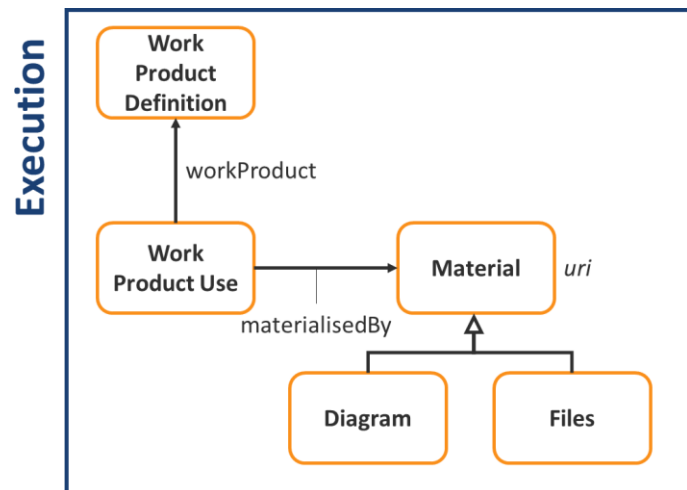 Execution
Work
Product
Definition
workProduct
Work
Product Use
Material
uri
materialisedBy
Diagram
Files